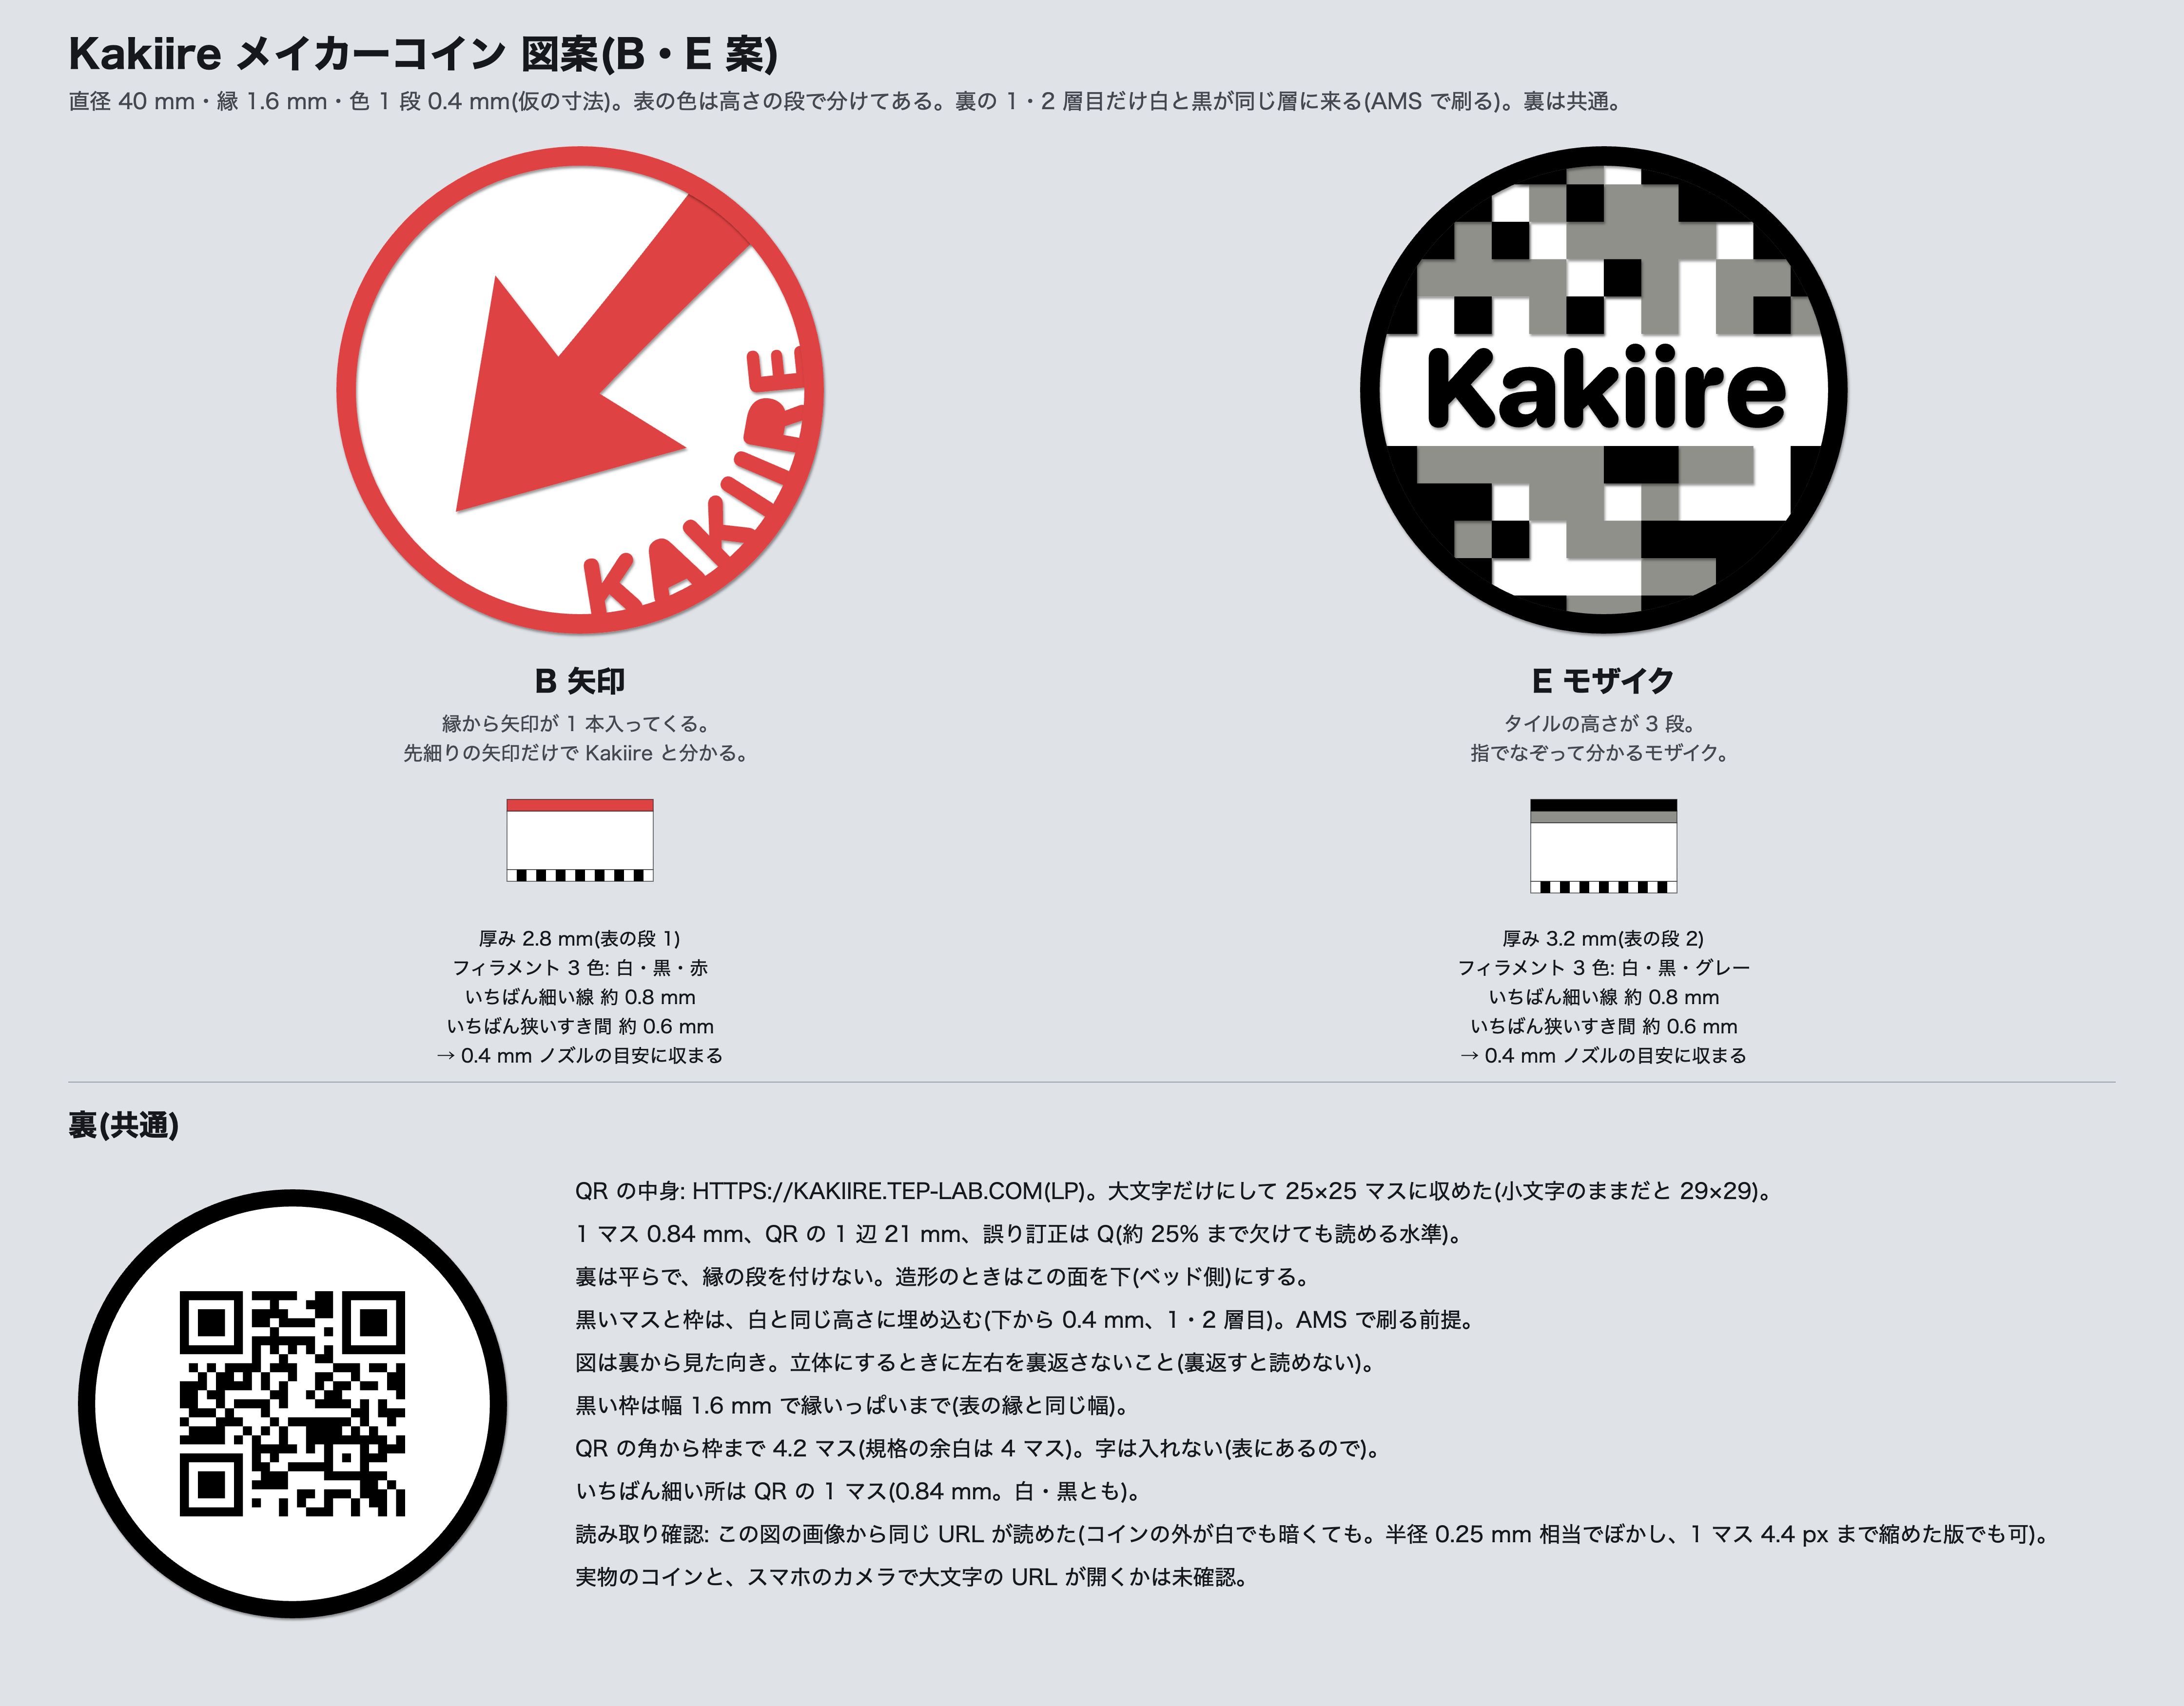 Kakiire メイカーコイン 図案(B・E 案)
直径 40 mm・縁 1.6 mm・色 1 段 0.4 mm(仮の寸法)。表の色は高さの段で分けてある。裏の 1・2 層目だけ白と黒が同じ層に来る(AMS で刷る)。裏は共通。
KAKIIRE
Kakiire
B 矢印
縁から矢印が 1 本入ってくる。
先細りの矢印だけで Kakiire と分かる。
厚み 2.8 mm(表の段 1)
フィラメント 3 色: 白・黒・赤
いちばん細い線 約 0.8 mm
いちばん狭いすき間 約 0.6 mm
→ 0.4 mm ノズルの目安に収まる
E モザイク
タイルの高さが 3 段。
指でなぞって分かるモザイク。
厚み 3.2 mm(表の段 2)
フィラメント 3 色: 白・黒・グレー
いちばん細い線 約 0.8 mm
いちばん狭いすき間 約 0.6 mm
→ 0.4 mm ノズルの目安に収まる
裏(共通)
QR の中身: HTTPS://KAKIIRE.TEP-LAB.COM(LP)。大文字だけにして 25×25 マスに収めた(小文字のままだと 29×29)。
1 マス 0.84 mm、QR の 1 辺 21 mm、誤り訂正は Q(約 25% まで欠けても読める水準)。
裏は平らで、縁の段を付けない。造形のときはこの面を下(ベッド側)にする。
黒いマスと枠は、白と同じ高さに埋め込む(下から 0.4 mm、1・2 層目)。AMS で刷る前提。
図は裏から見た向き。立体にするときに左右を裏返さないこと(裏返すと読めない)。
黒い枠は幅 1.6 mm で縁いっぱいまで(表の縁と同じ幅)。
QR の角から枠まで 4.2 マス(規格の余白は 4 マス)。字は入れない(表にあるので)。
いちばん細い所は QR の 1 マス(0.84 mm。白・黒とも)。
読み取り確認: この図の画像から同じ URL が読めた(コインの外が白でも暗くても。半径 0.25 mm 相当でぼかし、1 マス 4.4 px まで縮めた版でも可)。
実物のコインと、スマホのカメラで大文字の URL が開くかは未確認。